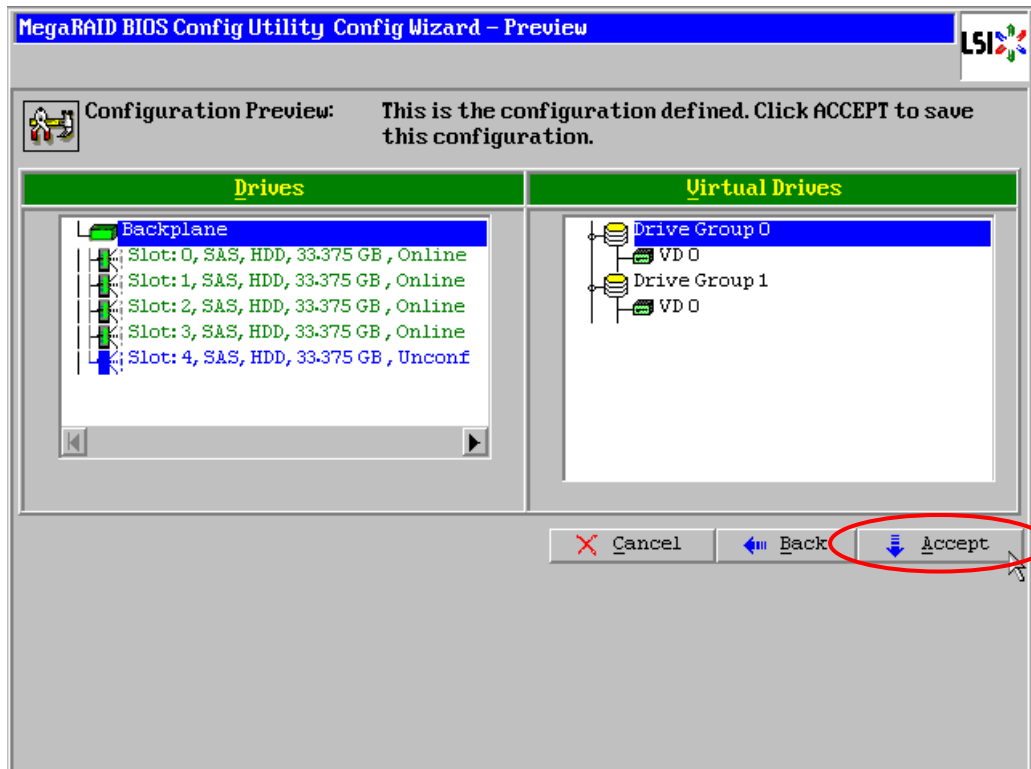 MegaRAID BIOS Config Utility Config Wizard – Preview
LSI
Configuration Preview: This is the configuration defined. Click ACCEPT to save
this configuration.
Drives
Backplane
Slot: 0, SAS, HDD, 33.375 GB , Online
Slot: 1, SAS, HDD, 33.375 GB , Online
Slot: 2, SAS, HDD, 33.375 GB , Online
Slot: 3, SAS, HDD, 33.375 GB , Online
Slot: 4, SAS, HDD, 33.375 GB , Unconf
Virtual Drives
Drive Group 0
VD 0
Drive Group 1
VD 0
Cancel
Back
Accept